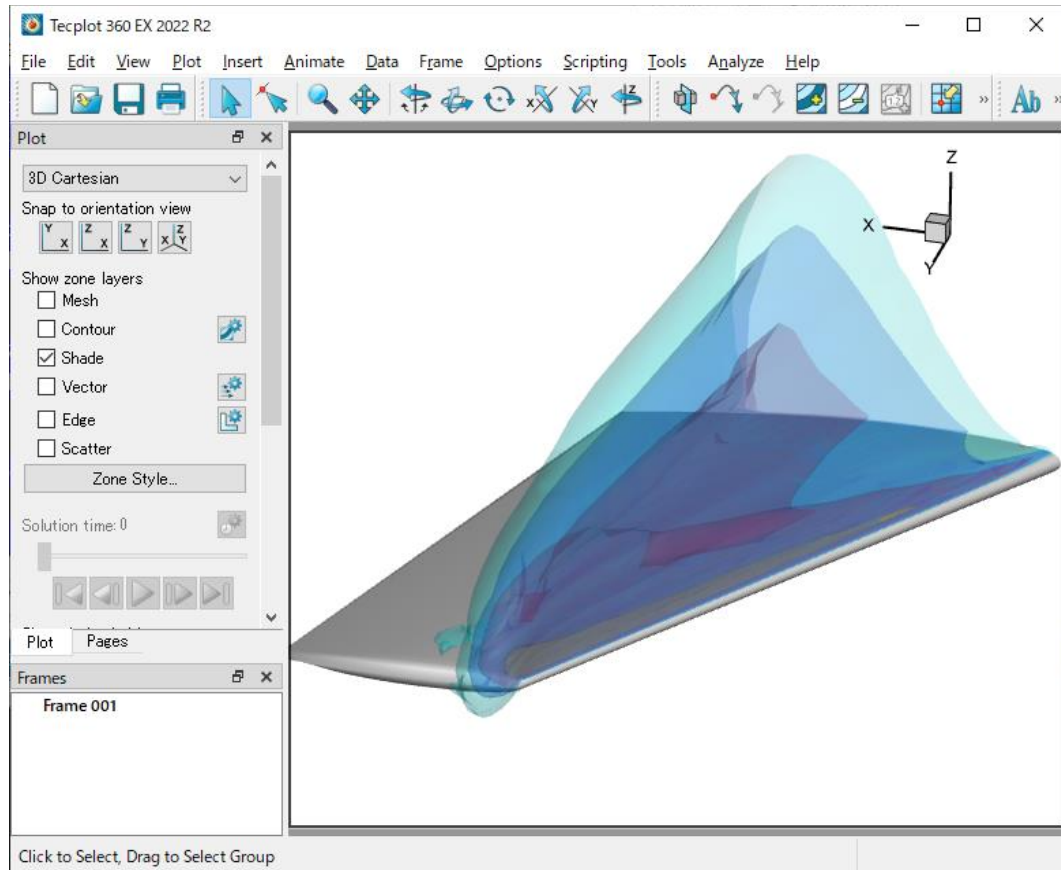 Tecplot 360 EX 2022 R2
File Edit View Plot Insert Animate Data Frame Options Scripting Tools Analyze Help
Ab
Plot
3D Cartesian
Snap to orientation view
Y X Z X Z Y X Z Y
Show zone layers
Mesh
Contour
Shade
Vector
Edge
Scatter
Zone Style...
Solution time: 0
Plot Pages
Frames
Frame 001
Z
X
Y
Click to Select, Drag to Select Group